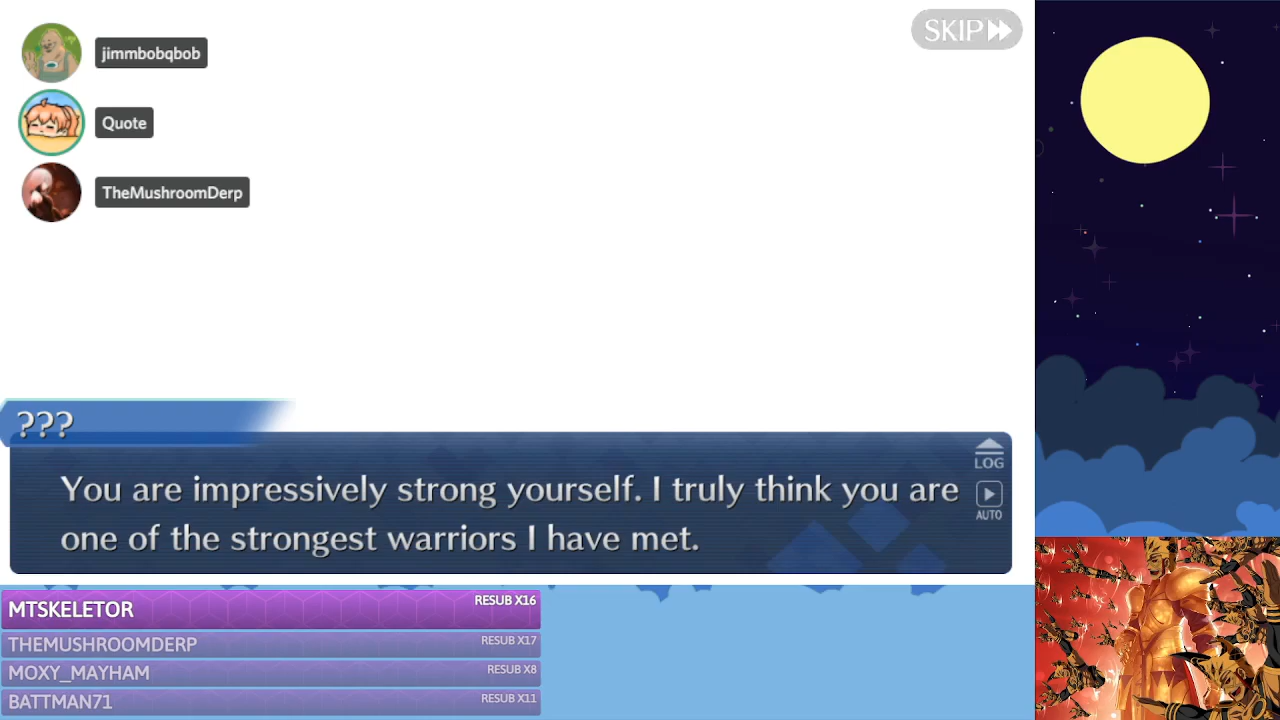 jimmbobqbob
SKIP
Quote
TheMushroomDerp
???
You are impressively strong yourself. I truly think you are
one of the strongest warriors I have met.
LOG
AUTO
MTSKELETOR RESUB X16
THEMUSHROOMDERP RESUB X17
MOXY_MAYHAM RESUB X8
BATTMAN71 RESUB X11